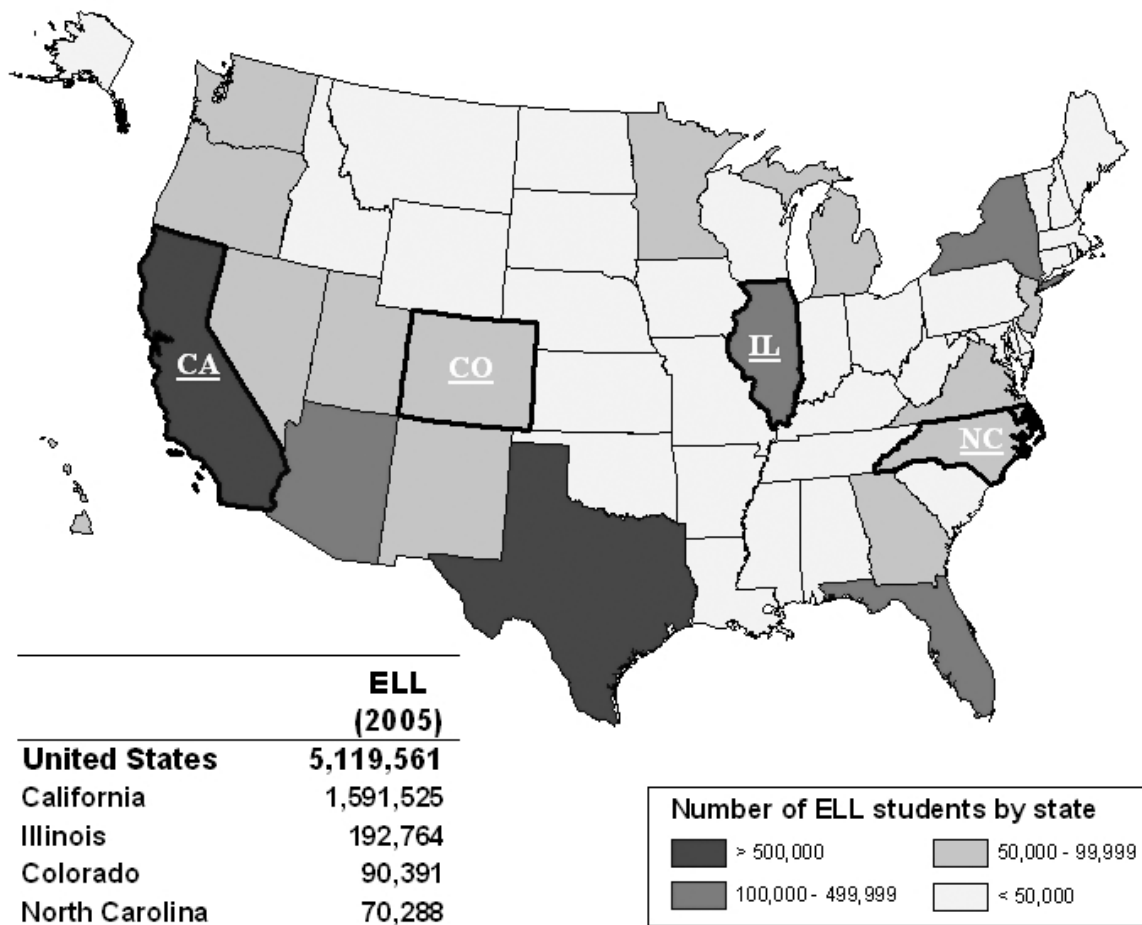 CA
CO
IL
NC
ELL
(2005)
United States 5,119,561
California 1,591,525
Illinois 192,764
Colorado 90,391
North Carolina 70,288
Number of ELL students by state
> 500,000
50,000 - 99,999
100,000 - 499,999
< 50,000